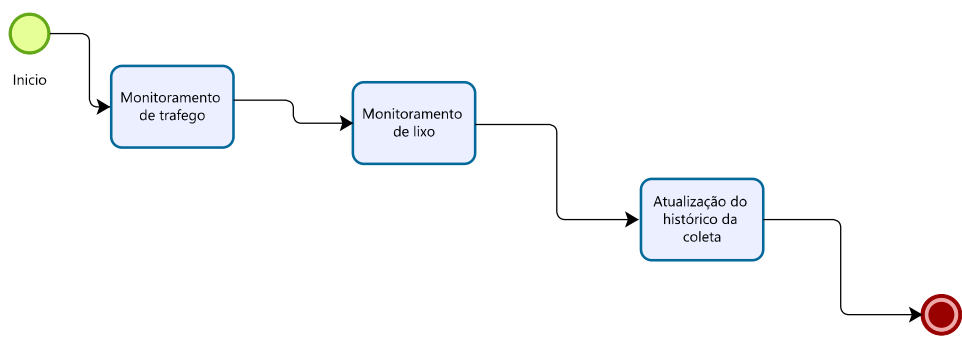 Inicio
Monitoramento
de trafego
Monitoramento
de lixo
Atualização do
histórico da
coleta